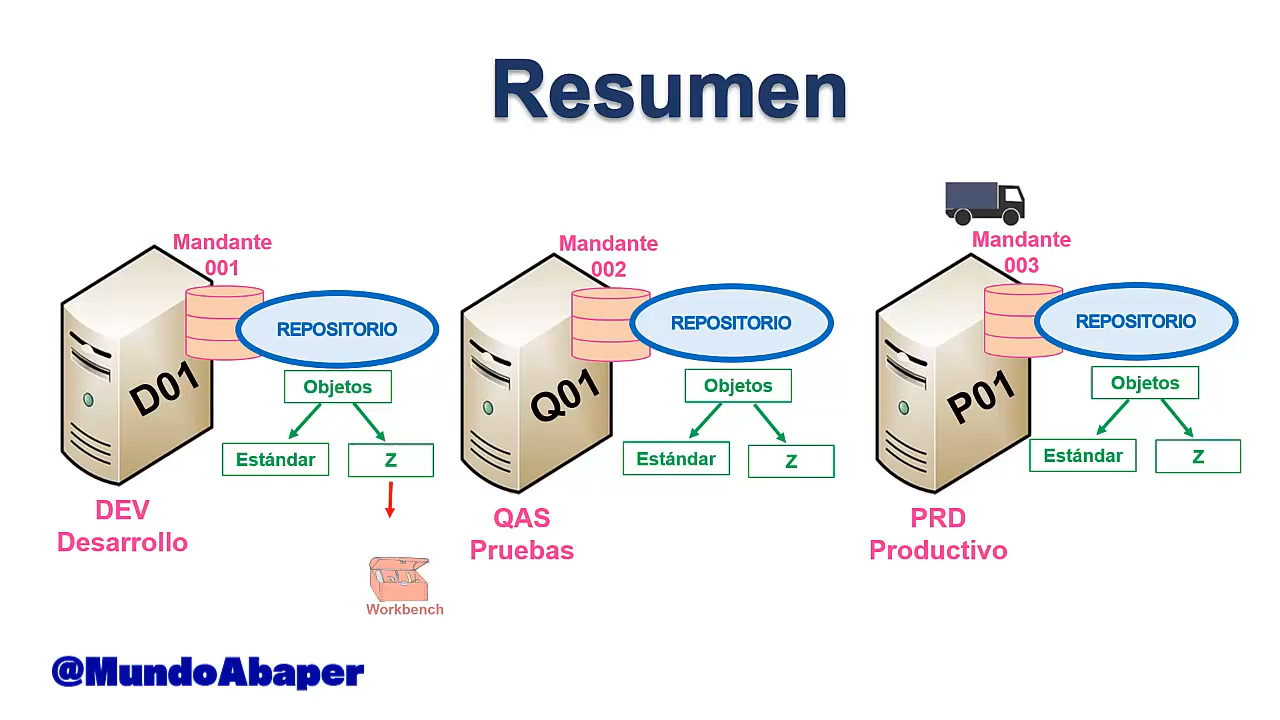 Resumen
Mandante
001
REPOSITORIO
D01
Objetos
Estándar
Z
DEV
Desarrollo
Workbench
Mandante
002
REPOSITORIO
Q01
Objetos
Estándar
Z
QAS
Pruebas
Mandante
003
REPOSITORIO
P01
Objetos
Estándar
Z
PRD
Productivo
@MundoAbaper